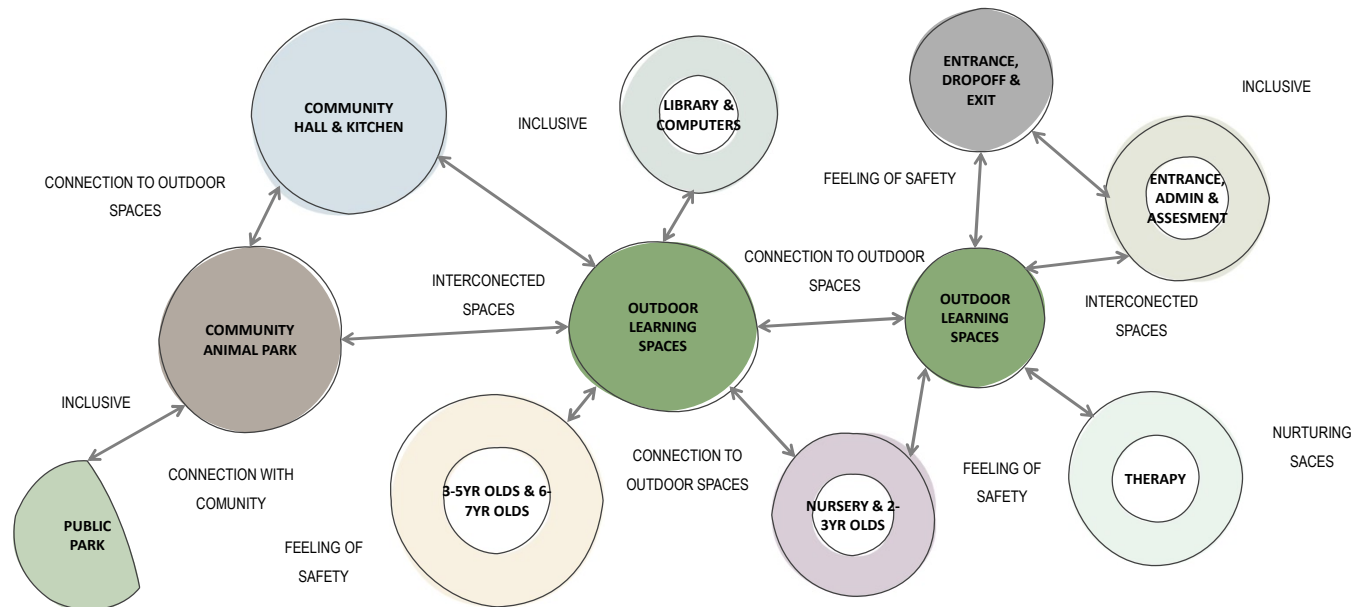 COMMUNITY
HALL & KITCHEN
LIBRARY &
COMPUTERS
ENTRANCE,
DROPOFF &
EXIT
INCLUSIVE
INCLUSIVE
CONNECTION TO OUTDOOR
SPACES
FEELING OF SAFETY
ENTRANCE,
ADMIN &
ASSESMENT
COMMUNITY
ANIMAL PARK
INTERCONECTED
SPACES
OUTDOOR
LEARNING
SPACES
CONNECTION TO OUTDOOR
SPACES
OUTDOOR
LEARNING
SPACES
INTERCONECTED
SPACES
INCLUSIVE
CONNECTION WITH
COMUNITY
PUBLIC
PARK
3-5YR OLDS & 6-
7YR OLDS
FEELING OF
SAFETY
CONNECTION TO
OUTDOOR SPACES
NURSERY & 2-
3YR OLDS
FEELING OF
SAFETY
THERAPY
NURTURING
SACES